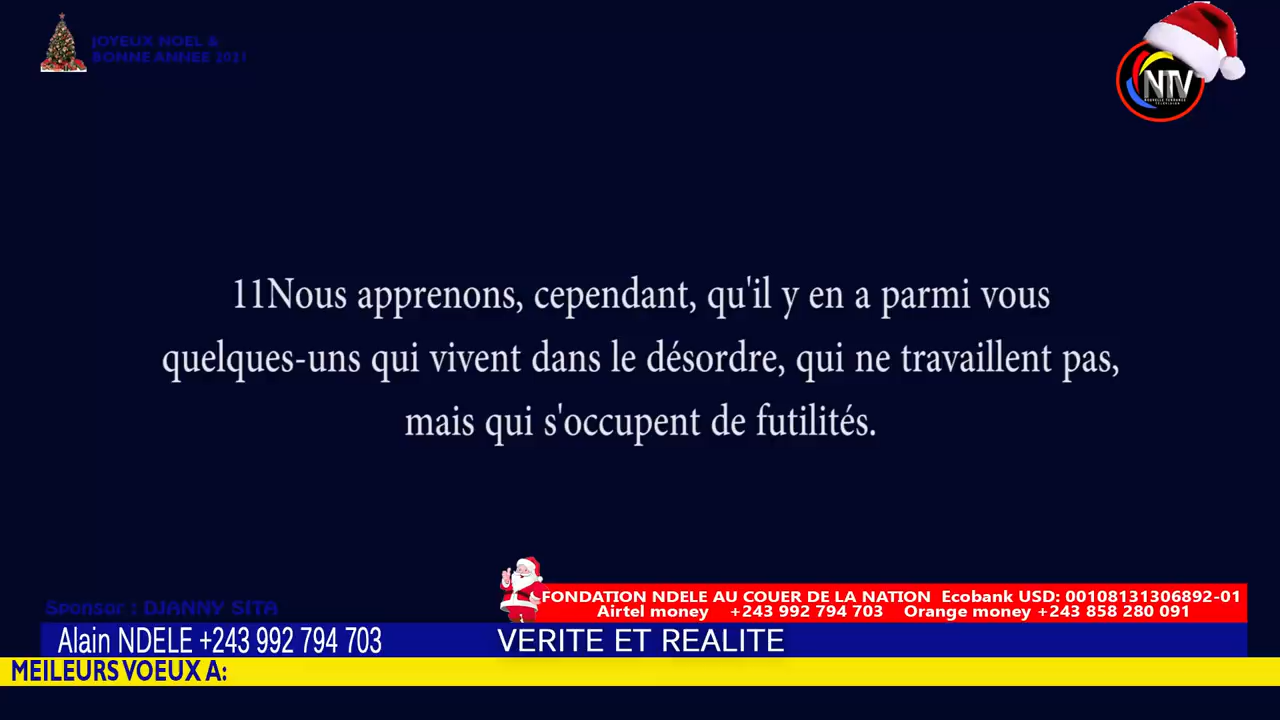 JOYEUX NOEL &
BONNE ANNEE 2021
NTV
NOUVELLE TENDANCE
TELEVISION
11Nous apprenons, cependant, qu'il y en a parmi vous
quelques-uns qui vivent dans le désordre, qui ne travaillent pas,
mais qui s'occupent de futilités.
FONDATION NDELE AU COUER DE LA NATION Ecobank USD: 00108131306892-01
Airtel money +243 992 794 703 Orange money +243 858 280 091
Sponsor : DJANNY SITA
Alain NDELE +243 992 794 703 VERITE ET REALITE
MEILEURS VOEUX A: